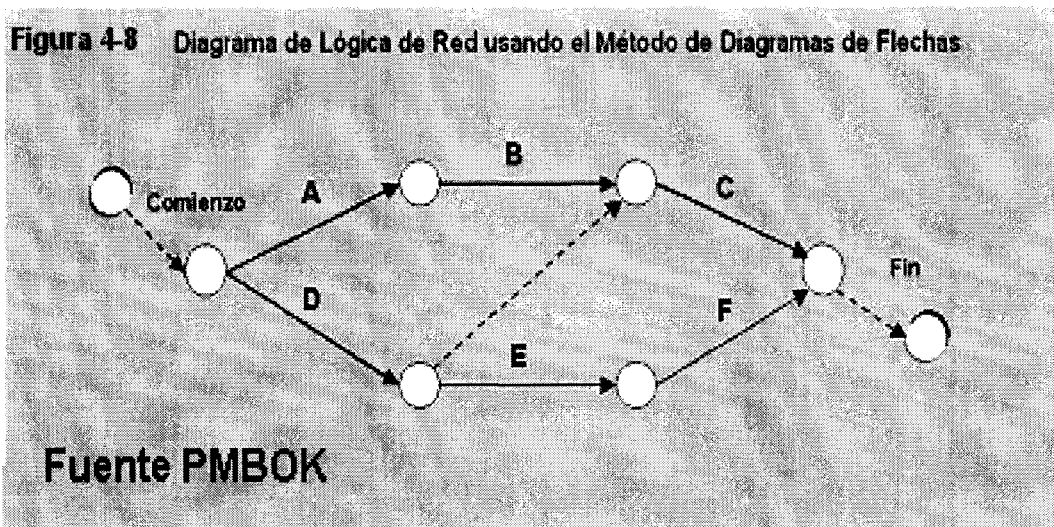 Figura 4-8 Diagrama de Lógica de Red usando el Método de Diagramas de Flechas
B
A
C
Comienzo
Fin
D
F
E
Fuente PMBOK